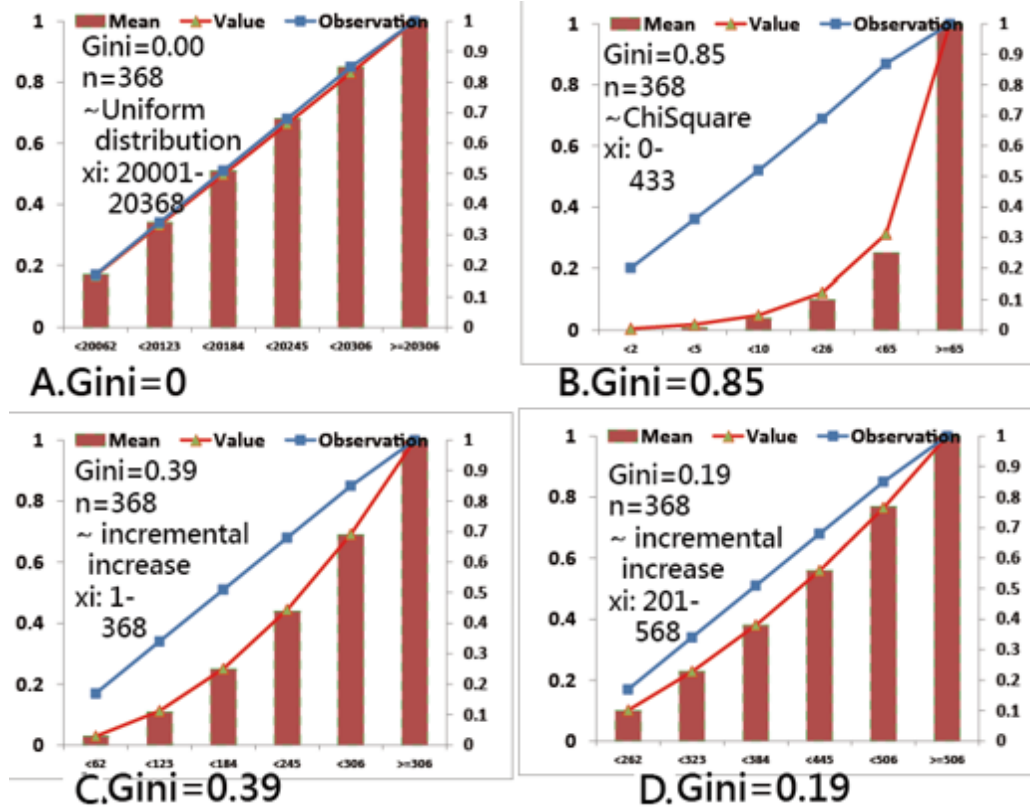 Mean Value Observation
Gini=0.00
n=368
~Uniform
distribution
xi: 20001-
20368
1
0.8
0.6
0.4
0.2
0
1
0.9
0.8
0.7
0.6
0.5
0.4
0.3
0.2
0.1
0
<20062 <20123 <20184 <20245 <20306 >=20306
A.Gini=0
Mean Value Observation
Gini=0.85
n=368
~ChiSquare
xi: 0-
433
1
0.8
0.6
0.4
0.2
0
1
0.9
0.8
0.7
0.6
0.5
0.4
0.3
0.2
0.1
0
<2 <5 <10 <26 <65 >=65
B.Gini=0.85
Mean Value Observation
Gini=0.39
n=368
~ incremental
increase
xi: 1-
368
1
0.8
0.6
0.4
0.2
0
1
0.9
0.8
0.7
0.6
0.5
0.4
0.3
0.2
0.1
0
<62 <123 <184 <245 <306 >=306
C.Gini=0.39
Mean Value Observation
Gini=0.19
n=368
~ incremental
increase
xi: 201-
568
1
0.8
0.6
0.4
0.2
0
1
0.9
0.8
0.7
0.6
0.5
0.4
0.3
0.2
0.1
0
<262 <323 <384 <445 <506 >=506
D.Gini=0.19